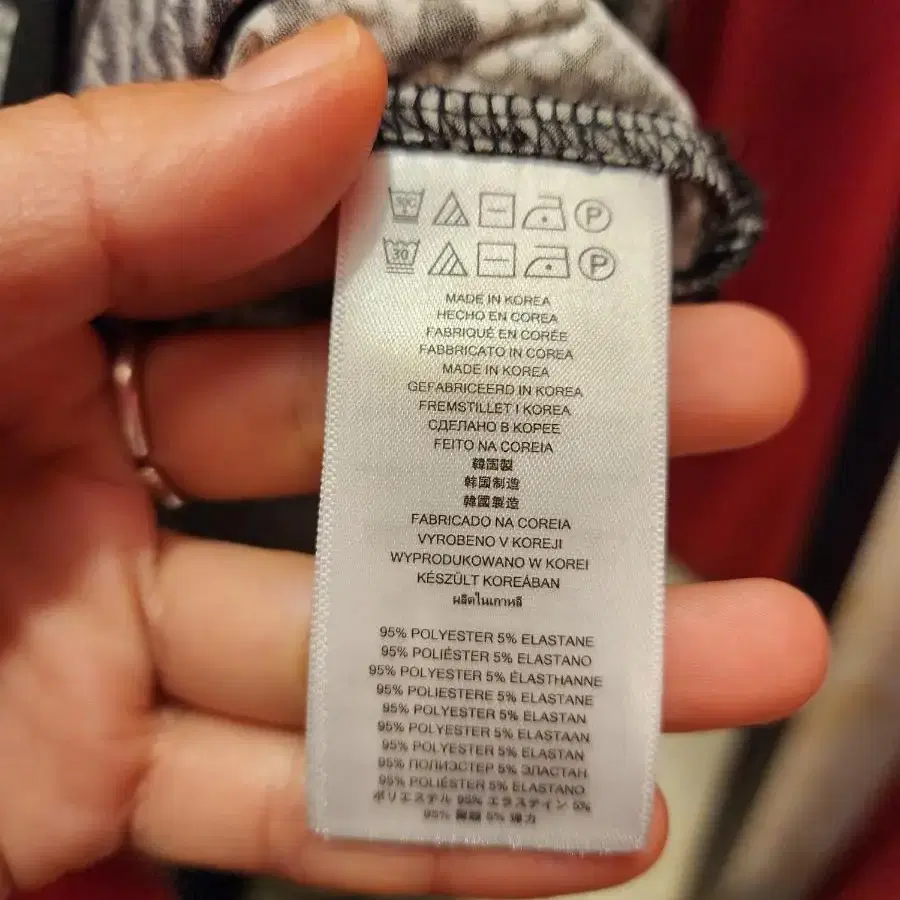 30C P
30 P
MADE IN KOREA
HECHO EN COREA
FABRIQUÉ EN CORÉE
FABBRICATO IN COREA
MADE IN KOREA
GEFABRICEERD IN KOREA
FREMSTILLET I KOREA
СДЕЛАНО В КОРЕЕ
FEITO NA COREIA
韓国製
韩国制造
韓國製造
FABRICADO NA COREIA
VYROBENO V KOREJI
WYPRODUKOWANO W KOREI
KÉSZÜLT KOREÁBAN
ผลิตในเกาหลี
95% POLYESTER 5% ELASTANE
95% POLIÉSTER 5% ELASTANO
95% POLYESTER 5% ÉLASTHANNE
95% POLIESTERE 5% ELASTANE
95% POLYESTER 5% ELASTAN
95% POLYESTER 5% ELASTAAN
95% POLYESTER 5% ELASTAN
95% ПОЛИЭСТЕР 5% ЭЛАСТАН
95% POLIÉSTER 5% ELASTANO
ポリエステル 95% エラステイン 5%
95% 5%